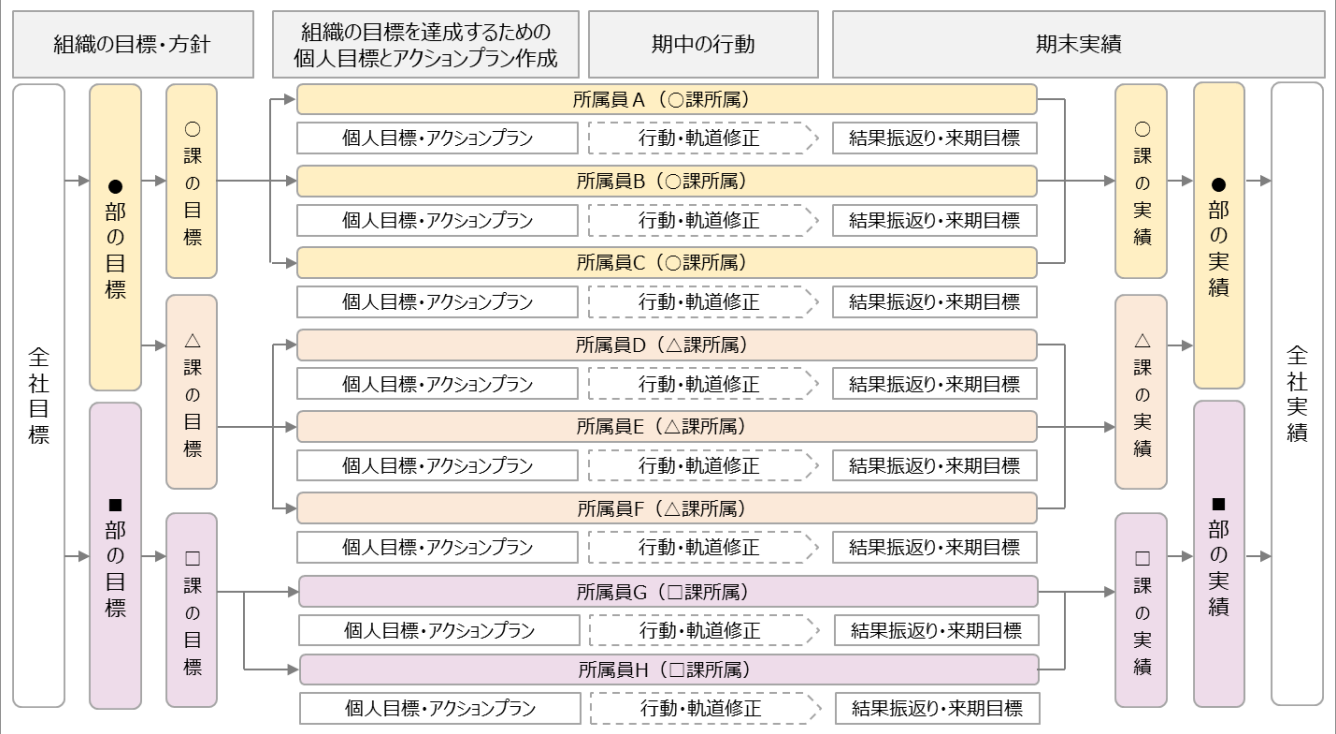 組織の目標・方針
組織の目標を達成するための
個人目標とアクションプラン作成
期中の行動
期末実績
全社目標
●部の目標
■部の目標
○課の目標
△課の目標
□課の目標
所属員A（○課所属）
個人目標・アクションプラン
行動・軌道修正
結果振返り・来期目標
所属員B（○課所属）
個人目標・アクションプラン
行動・軌道修正
結果振返り・来期目標
所属員C（○課所属）
個人目標・アクションプラン
行動・軌道修正
結果振返り・来期目標
所属員D（△課所属）
個人目標・アクションプラン
行動・軌道修正
結果振返り・来期目標
所属員E（△課所属）
個人目標・アクションプラン
行動・軌道修正
結果振返り・来期目標
所属員F（△課所属）
個人目標・アクションプラン
行動・軌道修正
結果振返り・来期目標
所属員G（□課所属）
個人目標・アクションプラン
行動・軌道修正
結果振返り・来期目標
所属員H（□課所属）
個人目標・アクションプラン
行動・軌道修正
結果振返り・来期目標
○課の実績
△課の実績
□課の実績
●部の実績
■部の実績
全社実績